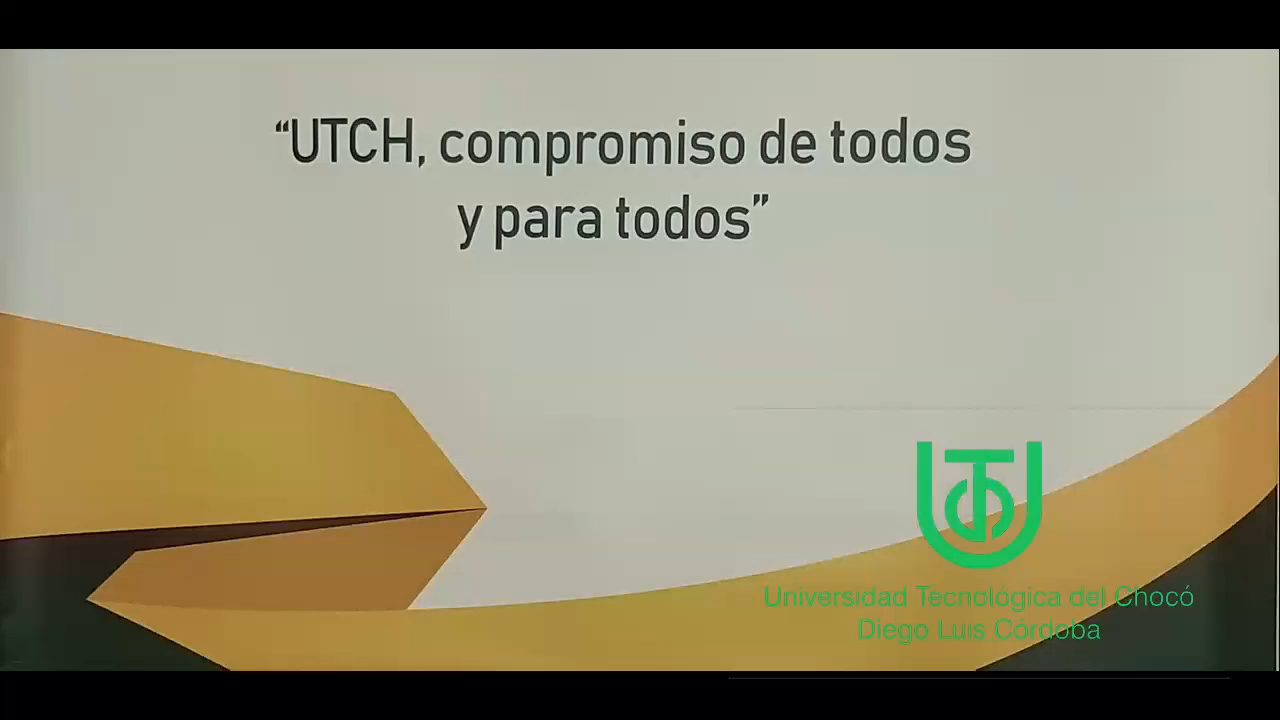 “UTCH, compromiso de todos
y para todos”
Universidad Tecnológica del Chocó
Diego Luis Córdoba